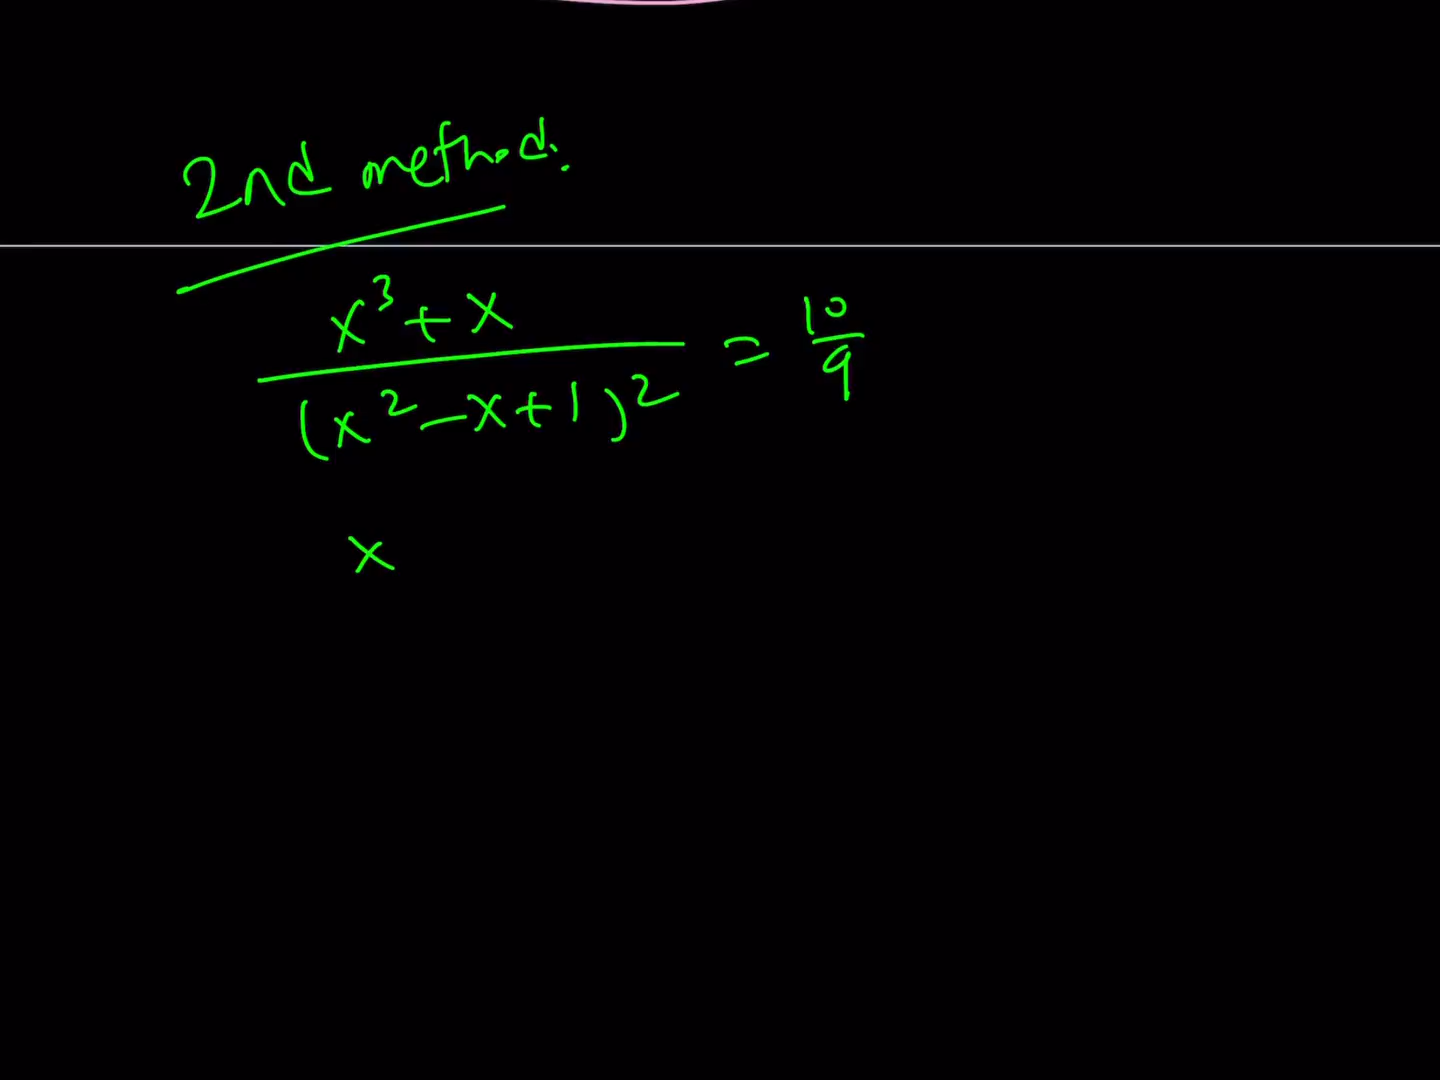 2nd method:
x³ + x
(x² - x + 1)² = 10/9
x